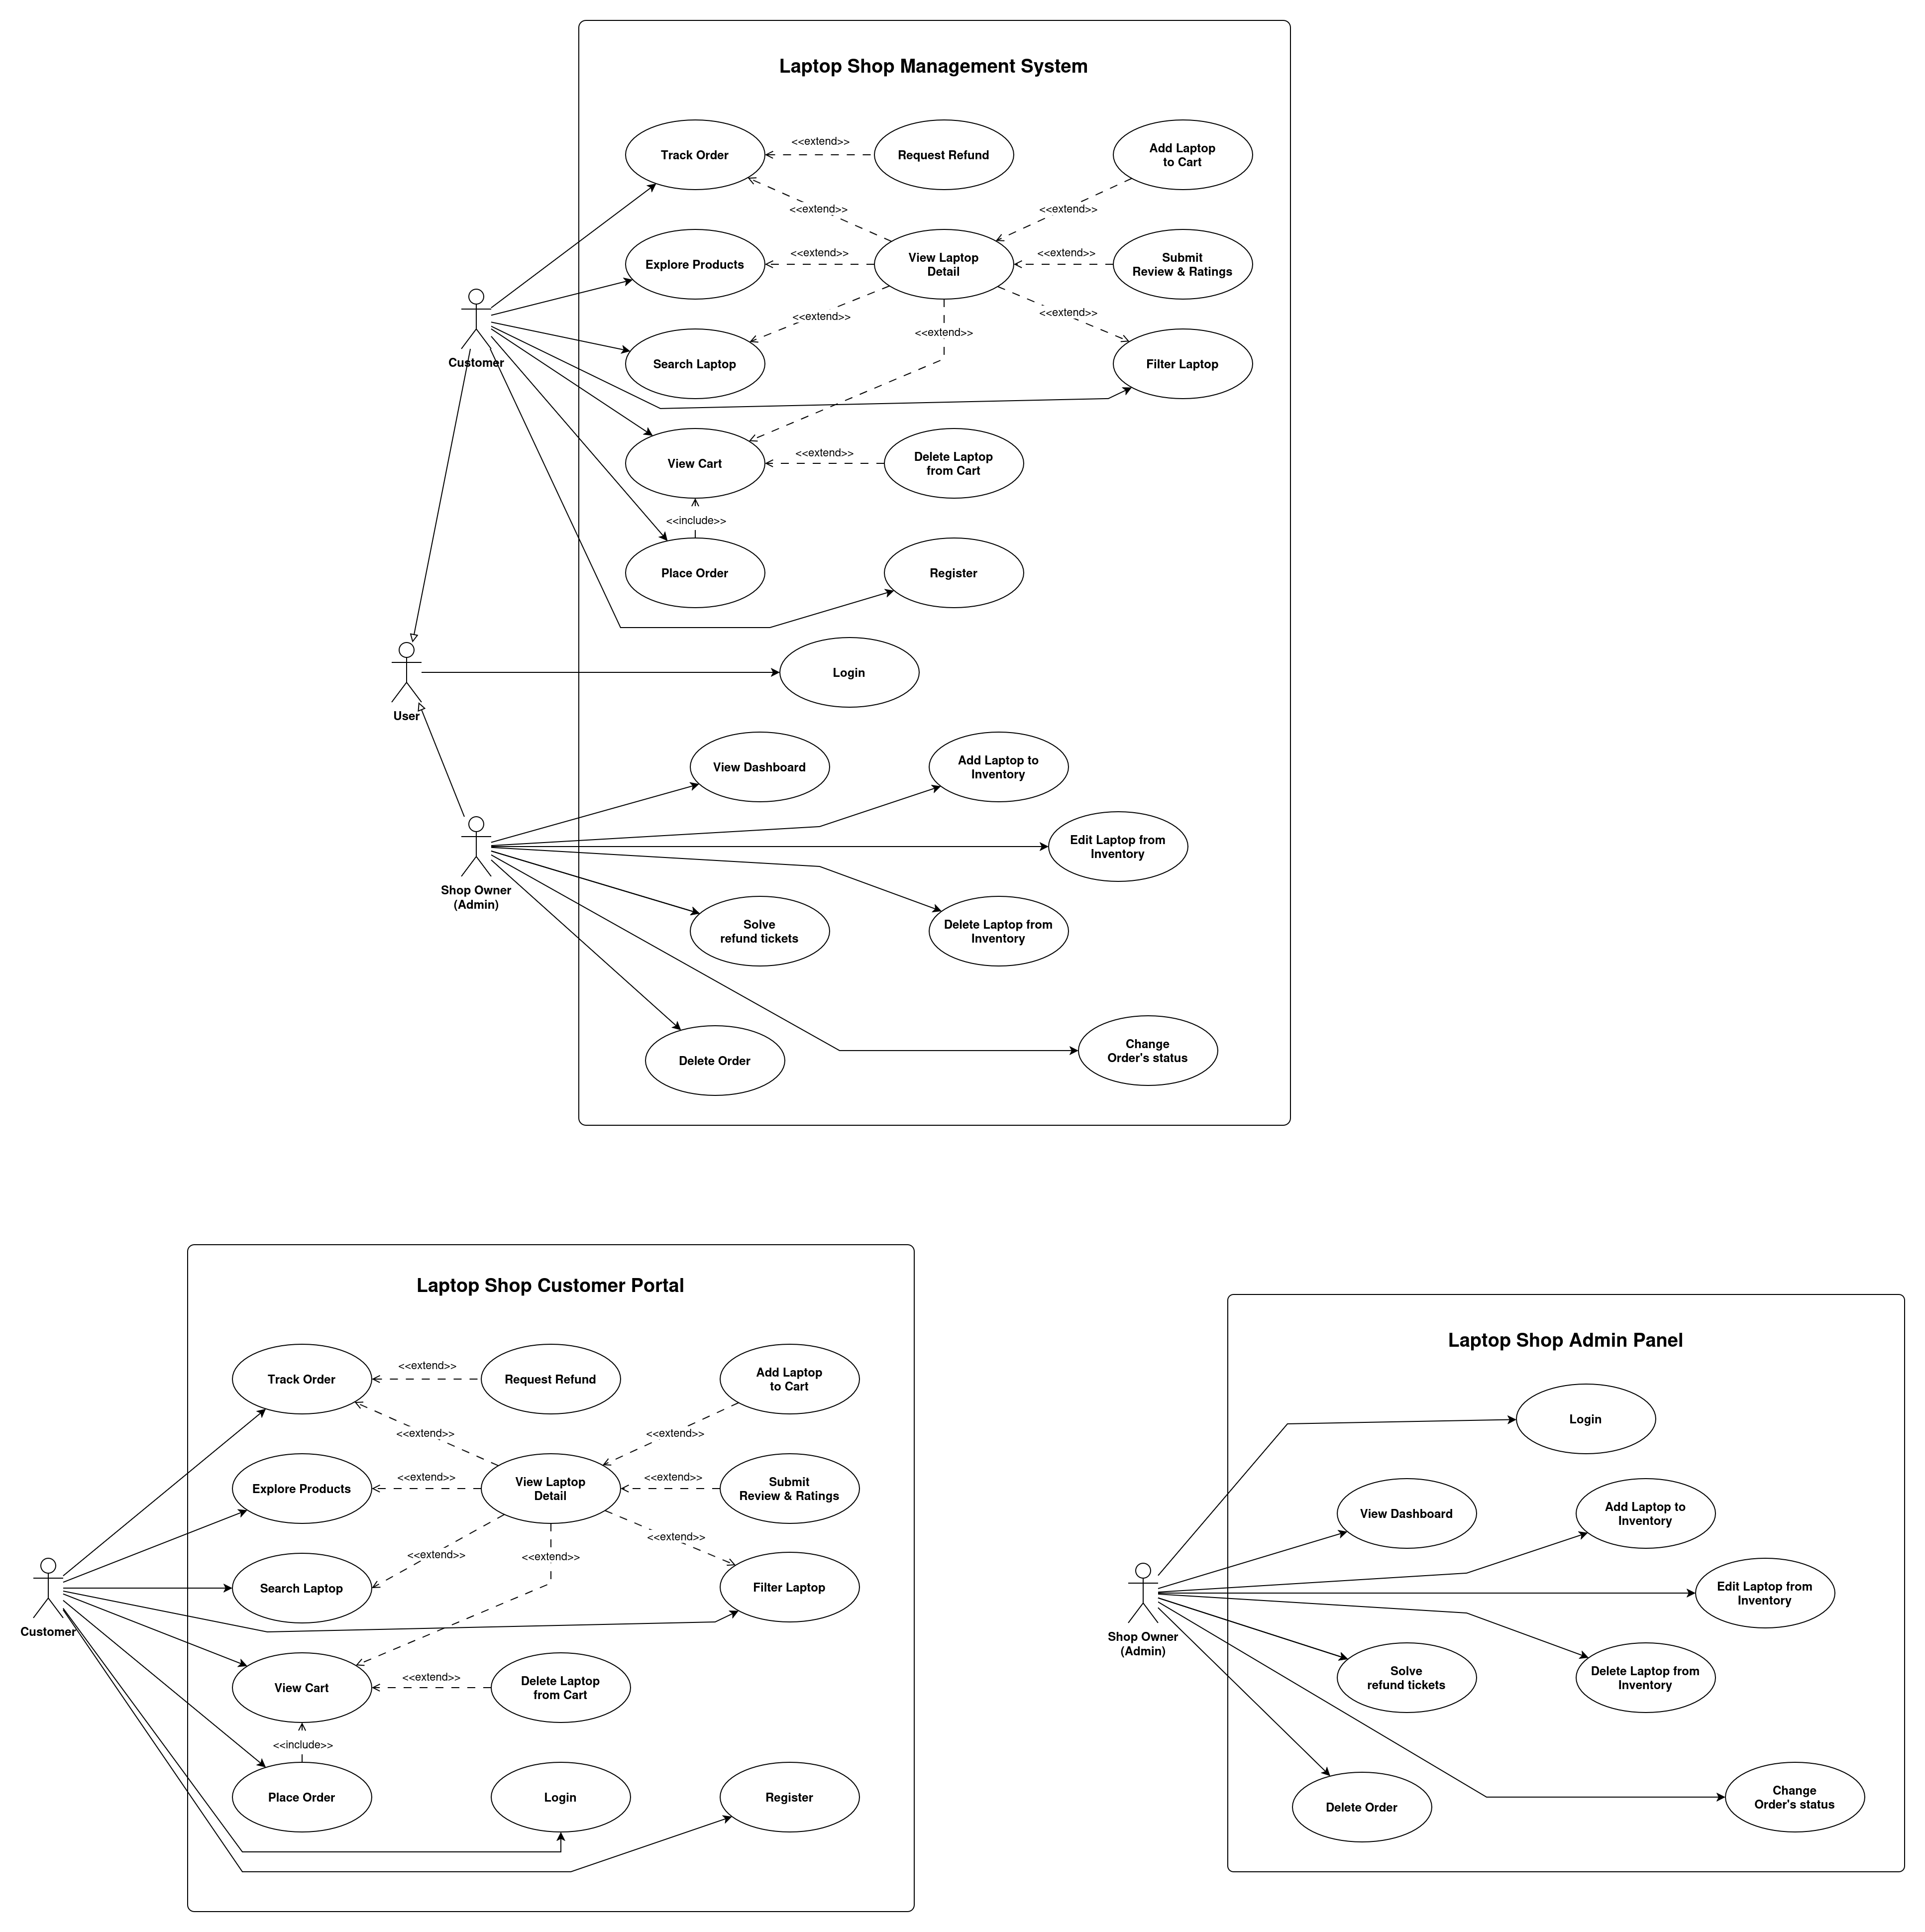 Laptop Shop Management System
Track Order
<<extend>>
Request Refund
Add Laptop
to Cart
<<extend>>
<<extend>>
Explore Products
<<extend>>
View Laptop
Detail
<<extend>>
Submit
Review & Ratings
<<extend>>
<<extend>>
<<extend>>
Customer
Search Laptop
Filter Laptop
View Cart
<<extend>>
Delete Laptop
from Cart
<<include>>
Place Order
Register
User
Login
View Dashboard
Add Laptop to
Inventory
Edit Laptop from
Inventory
Shop Owner
(Admin)
Solve
refund tickets
Delete Laptop from
Inventory
Delete Order
Change
Order's status
Laptop Shop Customer Portal
Track Order
<<extend>>
Request Refund
Add Laptop
to Cart
<<extend>>
<<extend>>
Explore Products
<<extend>>
View Laptop
Detail
<<extend>>
Submit
Review & Ratings
<<extend>>
<<extend>>
<<extend>>
Customer
Search Laptop
Filter Laptop
View Cart
<<extend>>
Delete Laptop
from Cart
<<include>>
Place Order
Login
Register
Laptop Shop Admin Panel
Login
View Dashboard
Add Laptop to
Inventory
Edit Laptop from
Inventory
Shop Owner
(Admin)
Solve
refund tickets
Delete Laptop from
Inventory
Delete Order
Change
Order's status